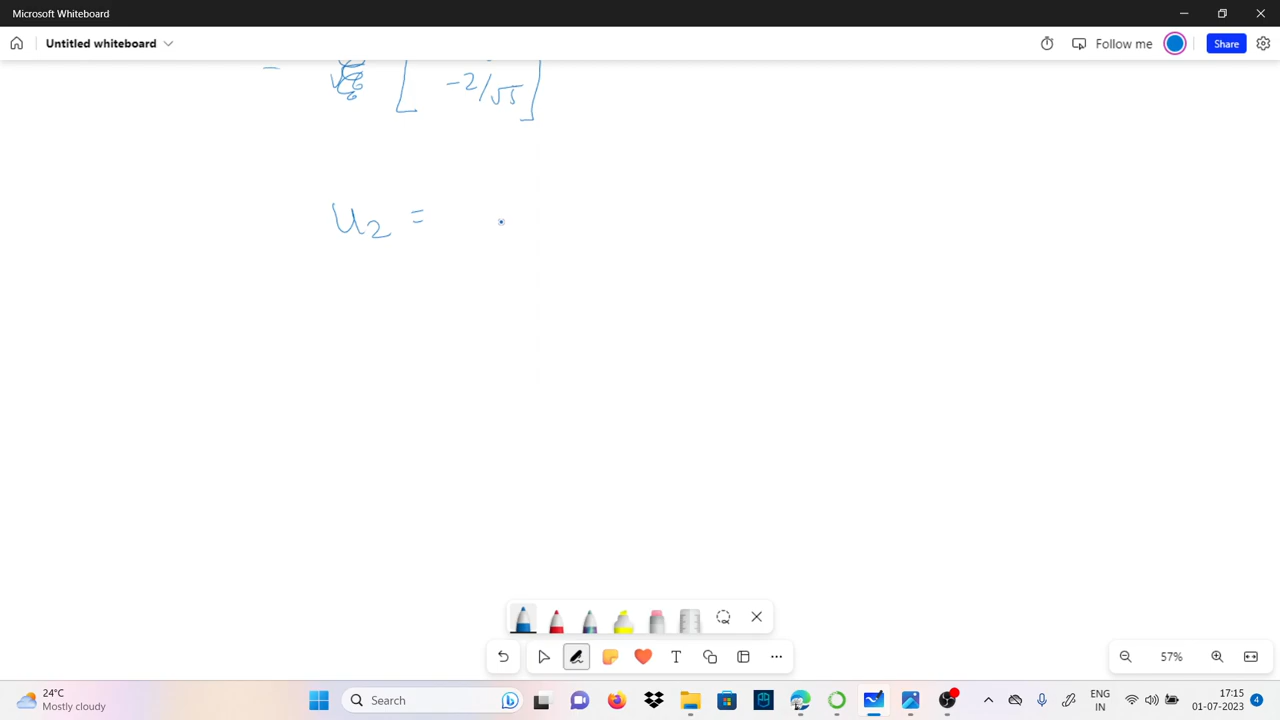 Microsoft Whiteboard
Untitled whiteboard
Follow me
Share
=
-2/√5
u₂ =
57%
24°C
Mostly cloudy
Search
ENG
IN
17:15
01-07-2023
4